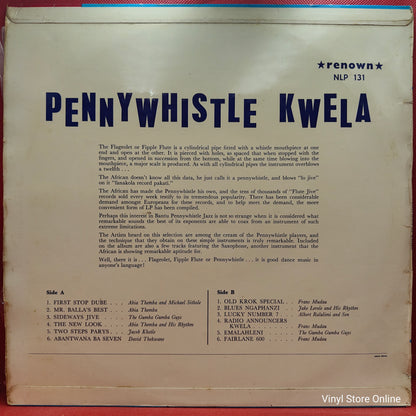 ★renown★
NLP 131
PENNYWHISTLE KWELA
The Flageolet or Fipple Flute is a cylindrical pipe fitted with a whistle mouthpiece at one
end and open at the other. It is pierced with holes, so spaced that when stopped with the
fingers, and opened in succession from the bottom, while at the same time blowing into the
mouthpiece, a major scale is produced. As with all cylindrical pipes the instrument overblows
a twelfth . . .
The African doesn't know all this data, he just calls it a pennywhistle, and blows "lo jive"
on it "lanakola record pakati."
The African has made the Pennywhistle his own, and the tens of thousands of "Flute Jive"
records sold every week testify to its tremendous popularity. There has been considerable
demand amongst Europeans for these records, and to help meet the demand, the more
convenient form of LP has been compiled.
Perhaps this interest in Bantu Pennywhistle Jazz is not so strange when it is considered what
remarkable sounds the best of its exponents are able to coax from an instrument of such
extreme limitations.
The Artists heard on this selection are among the cream of the Pennywhistle players, and
the technique that they obtain on these simple instruments is truly remarkable. Included
on the album are also a few tracks featuring the Saxophone, another instrument that the
African is showing remarkable aptitude for.
Well, there it is . . . Flageolet, Fipple Flute or Pennywhistle . . . it is good dance music in
anyone's language!
Side A
1. FIRST STOP DUBE . . . Abia Themba and Michael Sithole
2. MR. BALLA'S BEST . . Abia Themba
3. SIDEWAYS JIVE . . . The Gumba Gumba Guys
4. THE NEW LOOK . . Abia Themba and His Rhythm
5. TWO STEPS PARYS . . Jacob Khotle
6. ABANTWANA BA SEVEN David Thekwane
Side B
1. OLD KROK SPECIAL . . Frans Mudau
2. BLUES NGAPHANZI . Jake Lerole and His Rhythm
3. LUCKY NUMBER 7 . . Albert Ralulimi and Son
4. RADIO ANNOUNCERS
KWELA . . . Frans Mudau
5. EMALAHLENI . . . The Gumba Gumba Guys
6. FAIRLANE 600 . . . Frans Mudau
Vinyl Store Online